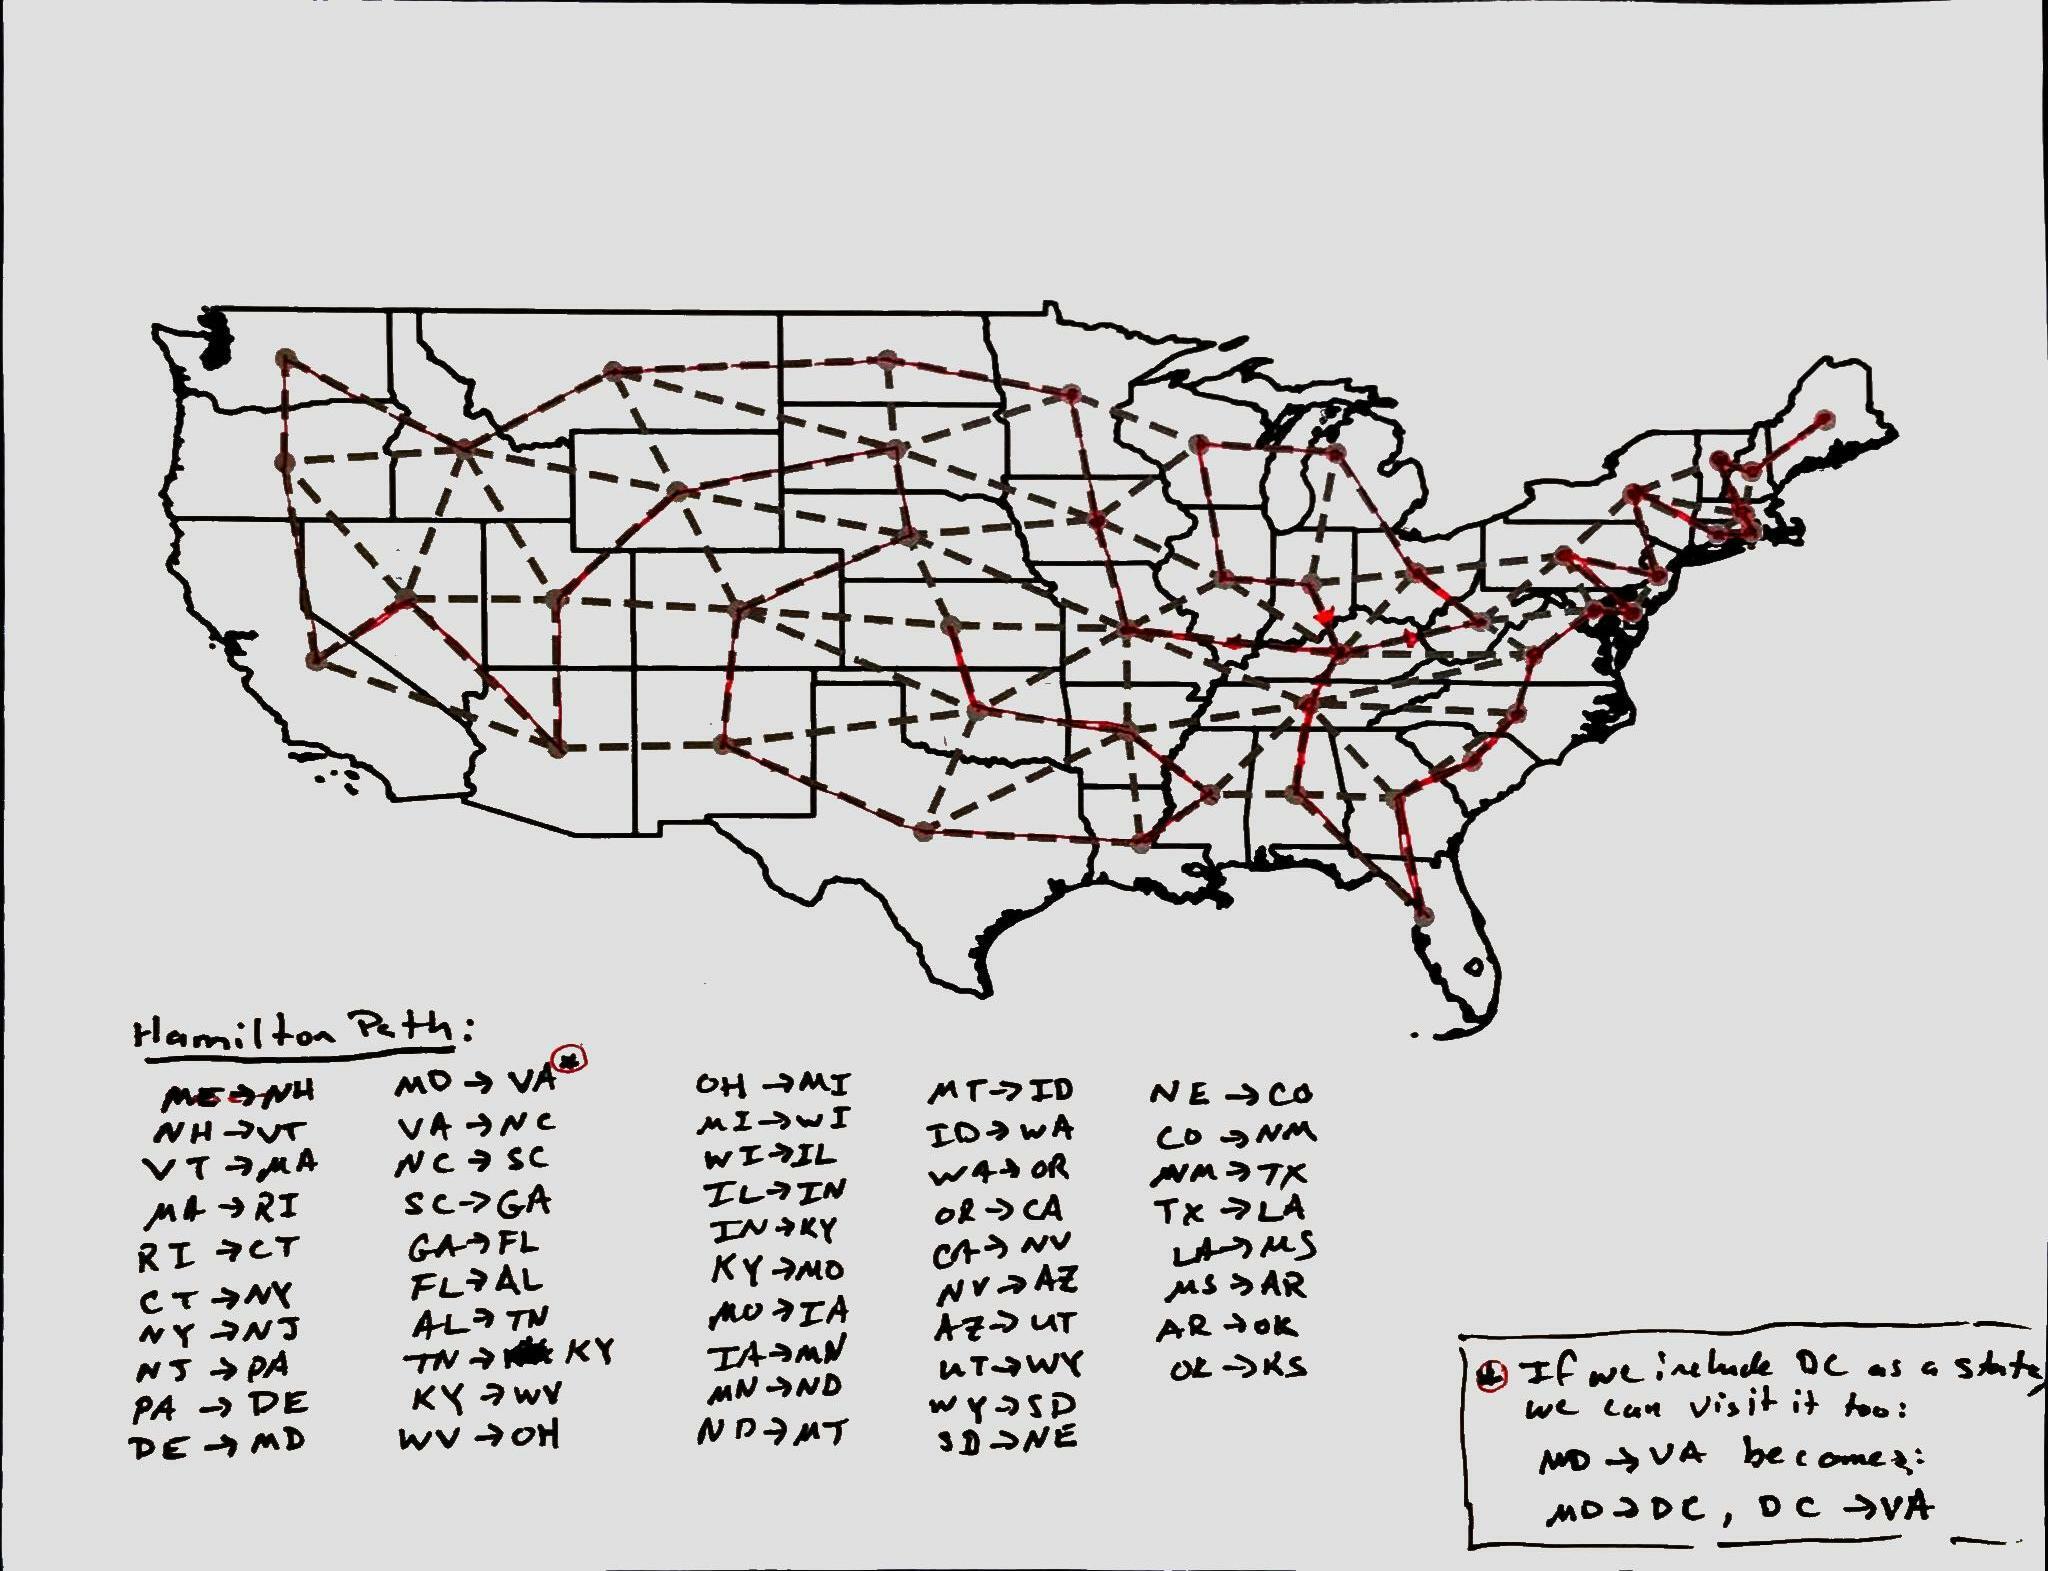 Hamilton Path:
ME → NH
NH → VT
VT → MA
MA → RI
RI → CT
CT → NY
NY → NJ
NJ → PA
PA → DE
DE → MD
MD → VA*
VA → NC
NC → SC
SC → GA
GA → FL
FL → AL
AL → TN
TN → KY
KY → WV
WV → OH
OH → MI
MI → WI
WI → IL
IL → IN
IN → KY
KY → MO
MO → IA
IA → MN
MN → ND
ND → MT
MT → ID
ID → WA
WA → OR
OR → CA
CA → NV
NV → AZ
AZ → UT
UT → WY
WY → SD
SD → NE
NE → CO
CO → NM
NM → TX
TX → LA
LA → MS
MS → AR
AR → OK
OK → KS
* If we include DC as a state,
we can visit it too:
MD → VA becomes:
MD → DC, DC → VA